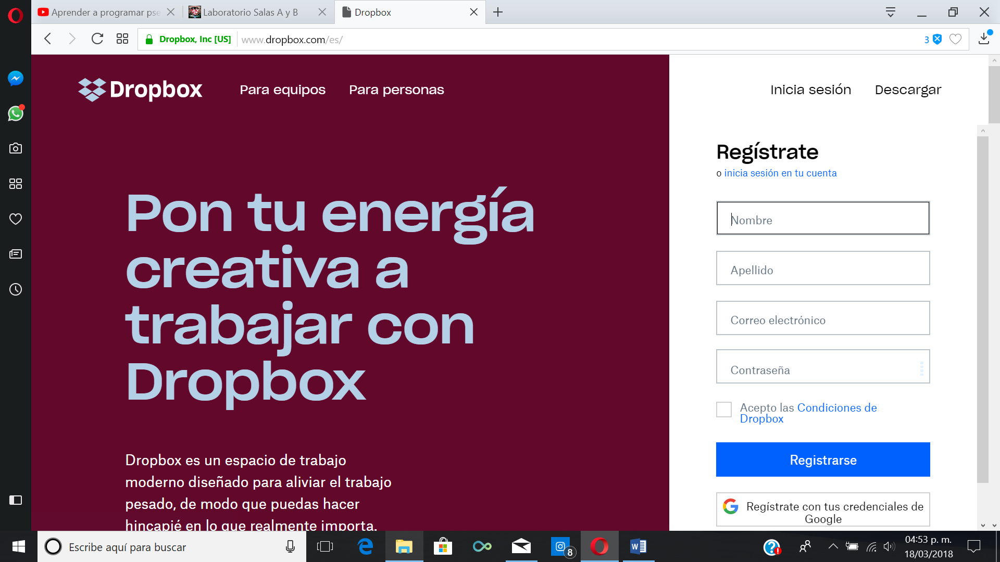 Aprender a programar pse
Laboratorio Salas A y B
Dropbox
Dropbox, Inc [US]
www.dropbox.com/es/
3
Dropbox
Para equipos
Para personas
Inicia sesión
Descargar
Pon tu energía
creativa a
trabajar con
Dropbox
Dropbox es un espacio de trabajo
moderno diseñado para aliviar el trabajo
pesado, de modo que puedas hacer
hincapié en lo que realmente importa.
Regístrate
o inicia sesión en tu cuenta
Nombre
Apellido
Correo electrónico
Contraseña
Acepto las Condiciones de
Dropbox
Registrarse
Regístrate con tus credenciales de
Google
Escribe aquí para buscar
8
04:53 p. m.
18/03/2018